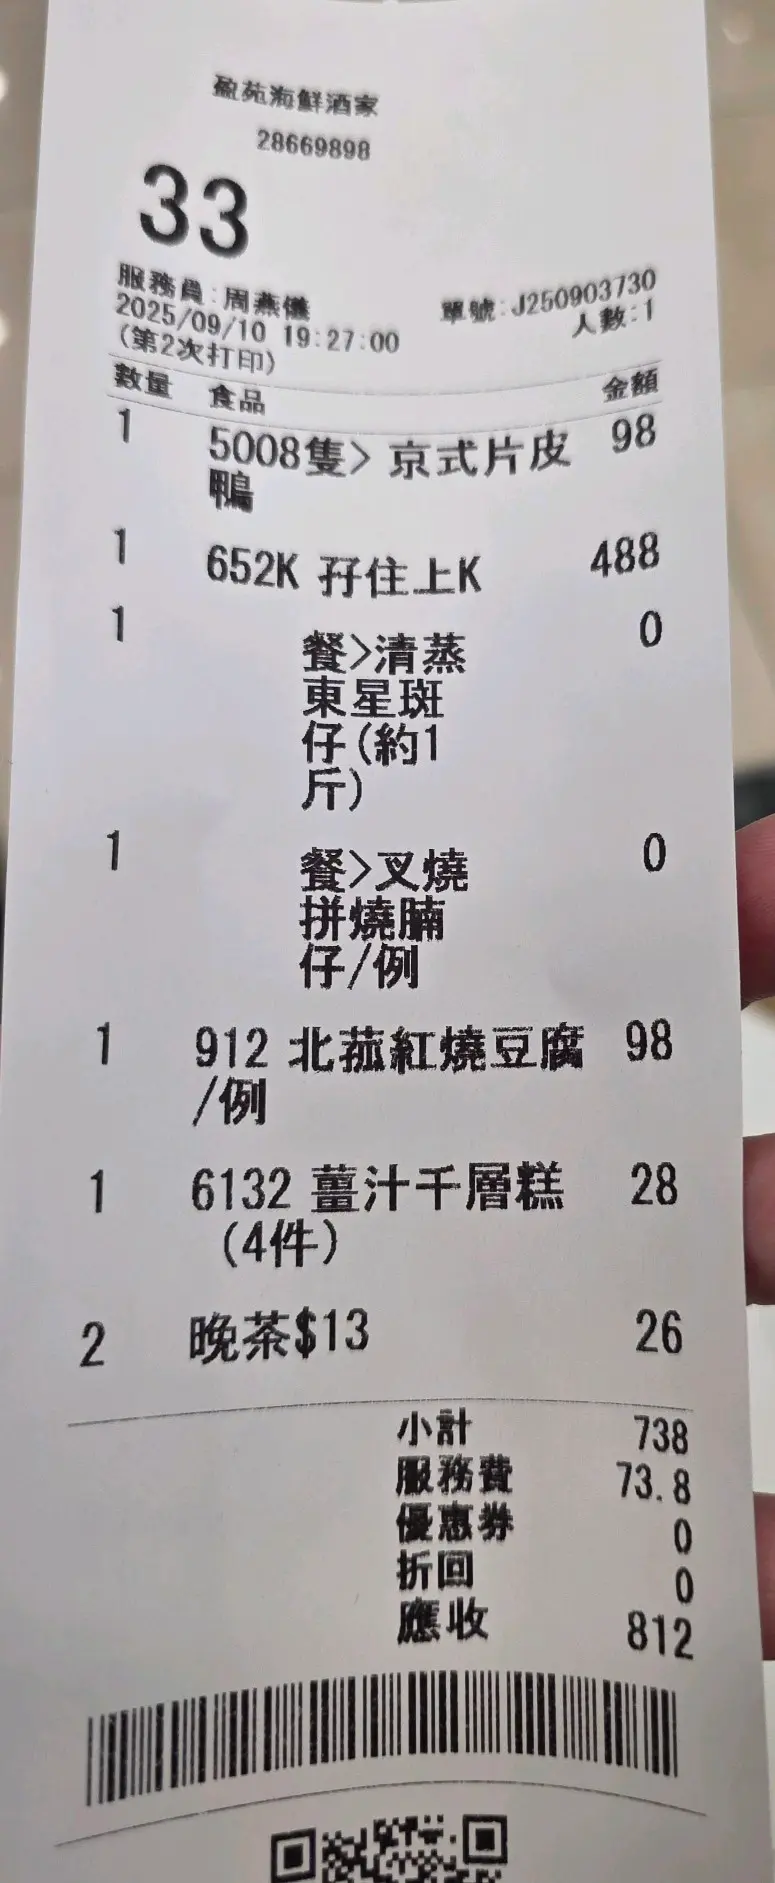 盈苑海鮮酒家
28669898
33
服務員:周燕儀
2025/09/10 19:27:00
單號:J250903730
(第2次打印)
人數:1
數量 食品 金額
1 5008隻> 京式片皮 98
鴨
1 652K 孖住上K 488
1 餐>清蒸 0
東星斑
仔(約1
斤)
1 餐>叉燒 0
拼燒腩
仔/例
1 912 北菰紅燒豆腐 98
/例
1 6132 薑汁千層糕 28
(4件)
2 晚茶$13 26
小計 738
服務費 73.8
優惠券 0
折回 0
應收 812